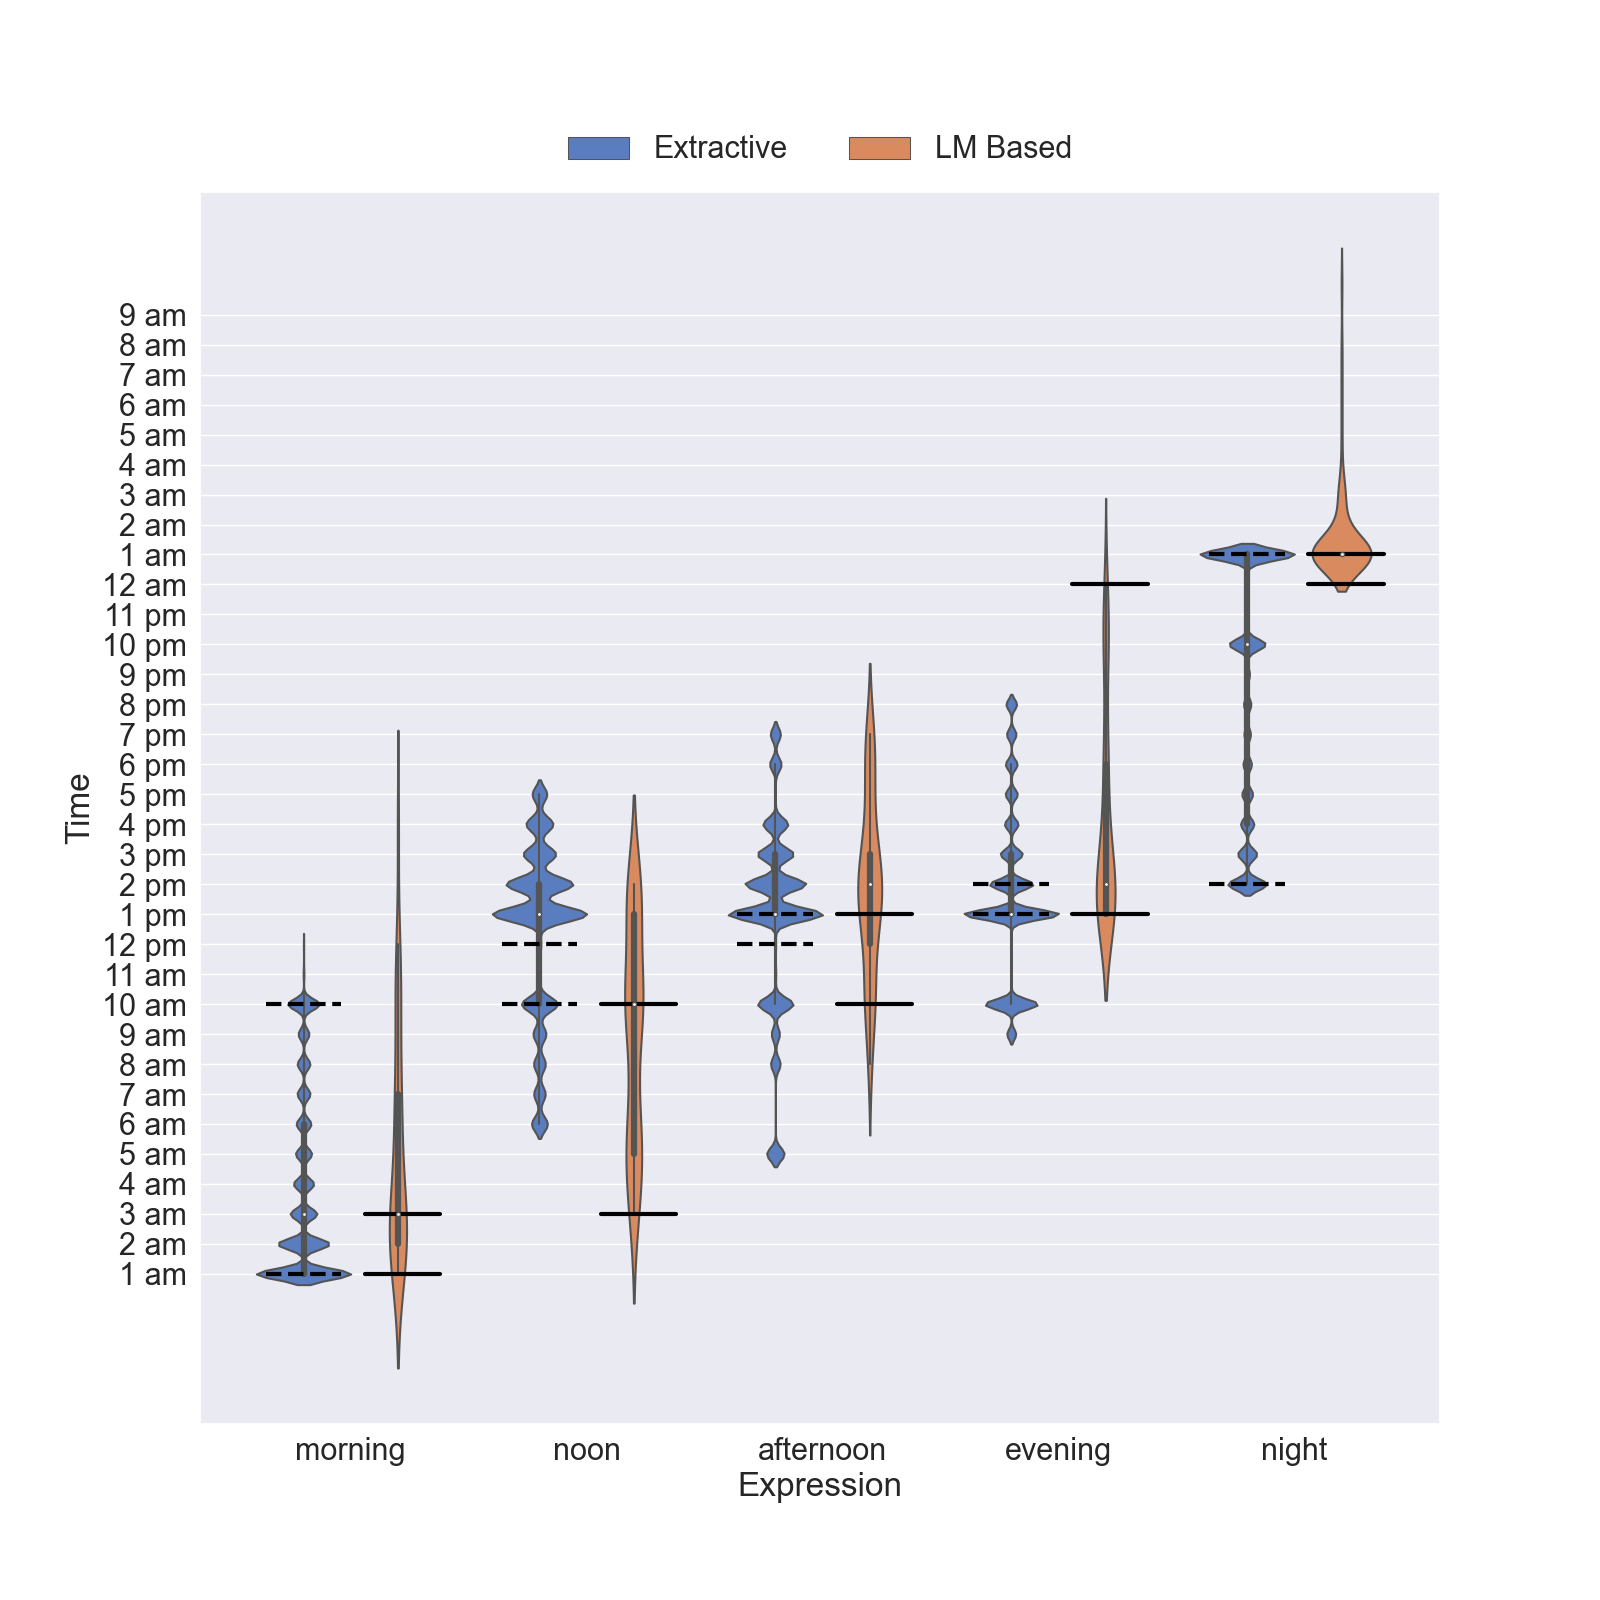 Extractive LM Based
9 am
8 am
7 am
6 am
5 am
4 am
3 am
2 am
1 am
12 am
11 pm
10 pm
9 pm
8 pm
7 pm
6 pm
5 pm
4 pm
3 pm
2 pm
1 pm
12 pm
11 am
10 am
9 am
8 am
7 am
6 am
5 am
4 am
3 am
2 am
1 am
Time
morning noon afternoon evening night
Expression